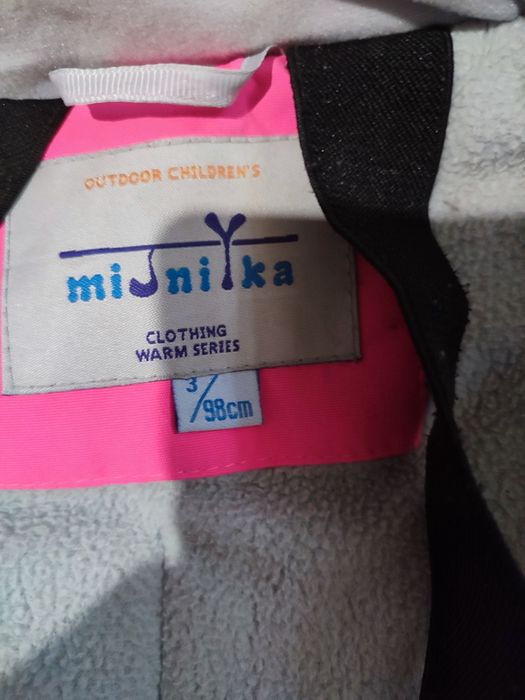 OUTDOOR CHILDREN'S
miJniYka
CLOTHING
WARM SERIES
3/98cm